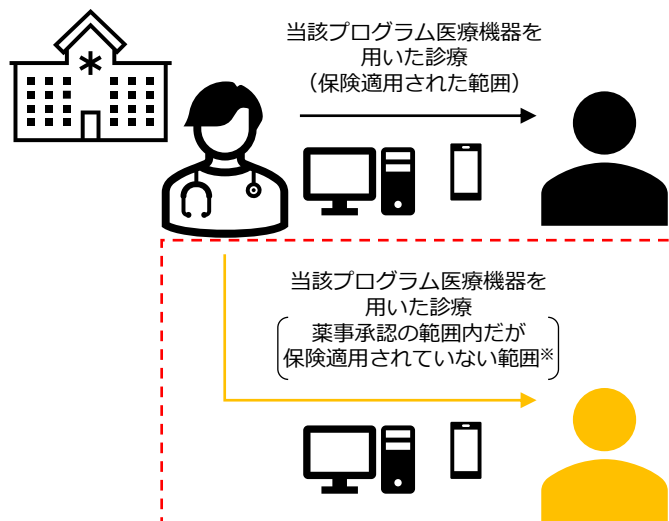 当該プログラム医療機器を
用いた診療
（保険適用された範囲）
当該プログラム医療機器を
用いた診療
薬事承認の範囲内だが
保険適用されていない範囲※